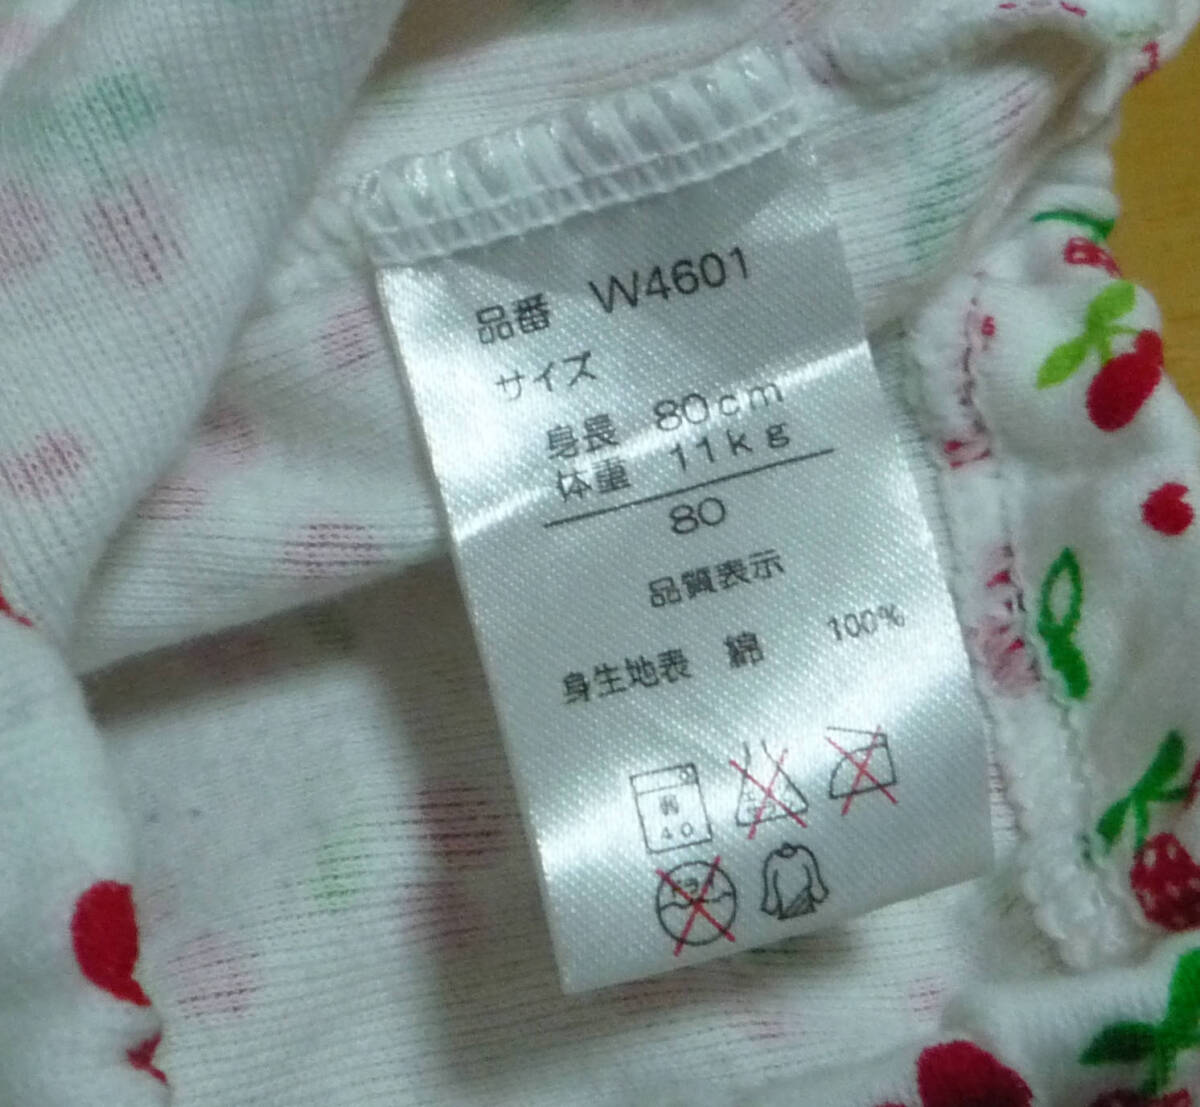 品番 W4601
サイズ
身長 80cm
体重 11kg
80
品質表示
身生地表 綿 100%
弱
40